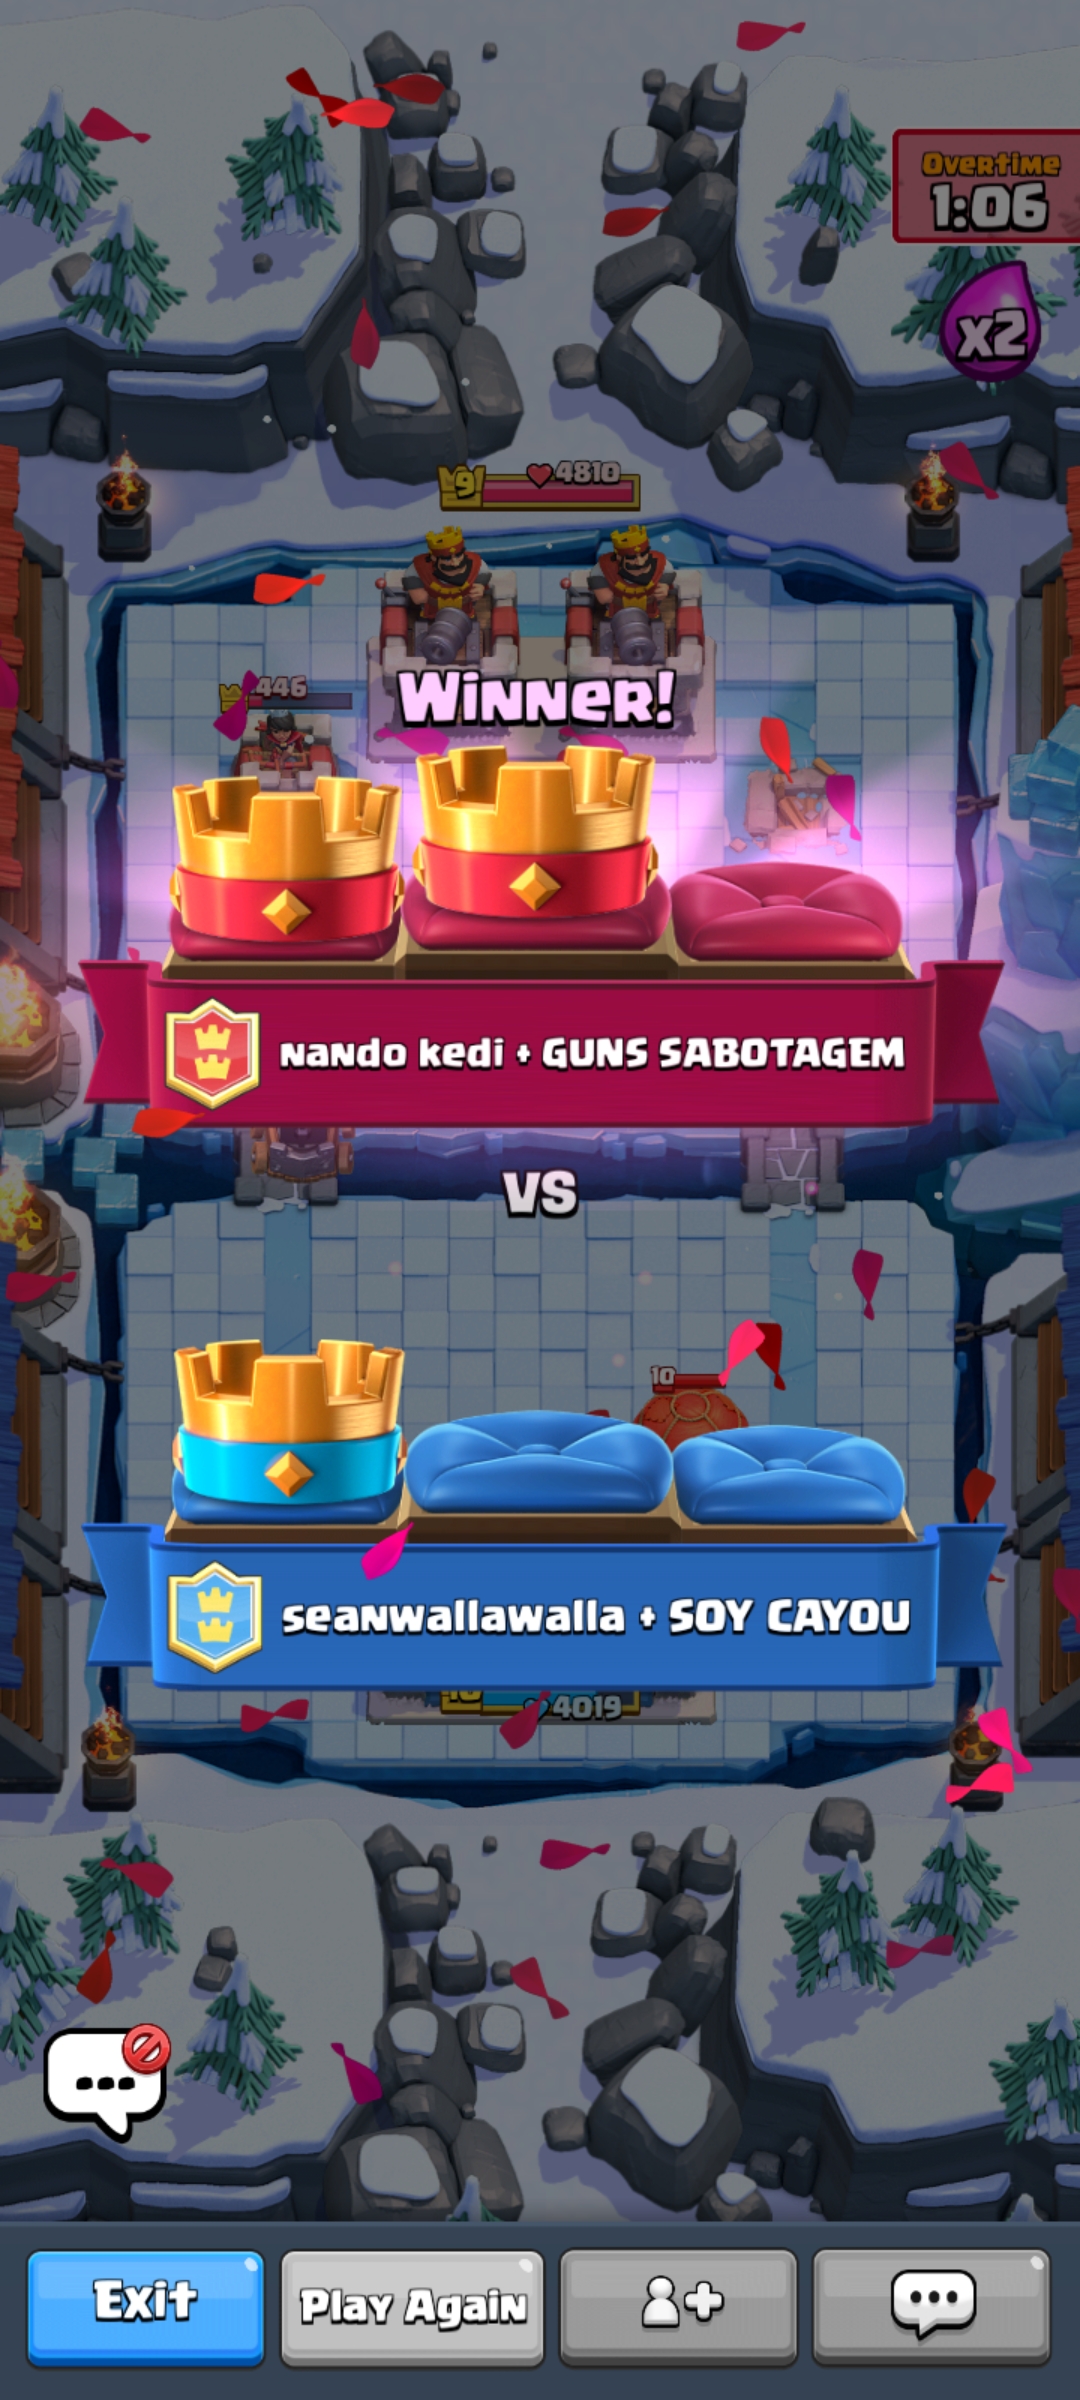 Overtime
1:06
x2
9 4810
446
Winner!
nando kedi + GUNS SABOTAGEM
VS
10
seanwallawalla + SOY CAYOU
4019
Exit
Play Again